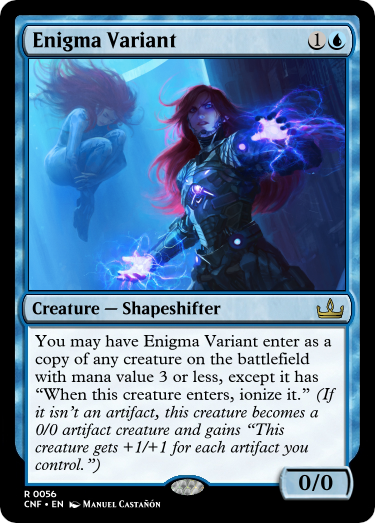 Enigma Variant
1
Creature — Shapeshifter
You may have Enigma Variant enter as a
copy of any creature on the battlefield
with mana value 3 or less, except it has
“When this creature enters, ionize it.” (If
it isn’t an artifact, this creature becomes a
0/0 artifact creature and gains “This
creature gets +1/+1 for each artifact you
control.”)
0/0
R 0056
CNF • EN Manuel Castañón